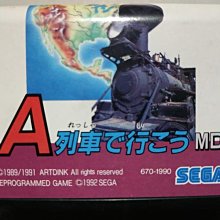 れっしゃ い
A列車で行こう MD
©1989/1991 ARTDINK All rights reserved 670-1990
REPROGRAMMED GAME ©1992 SEGA
SEGA